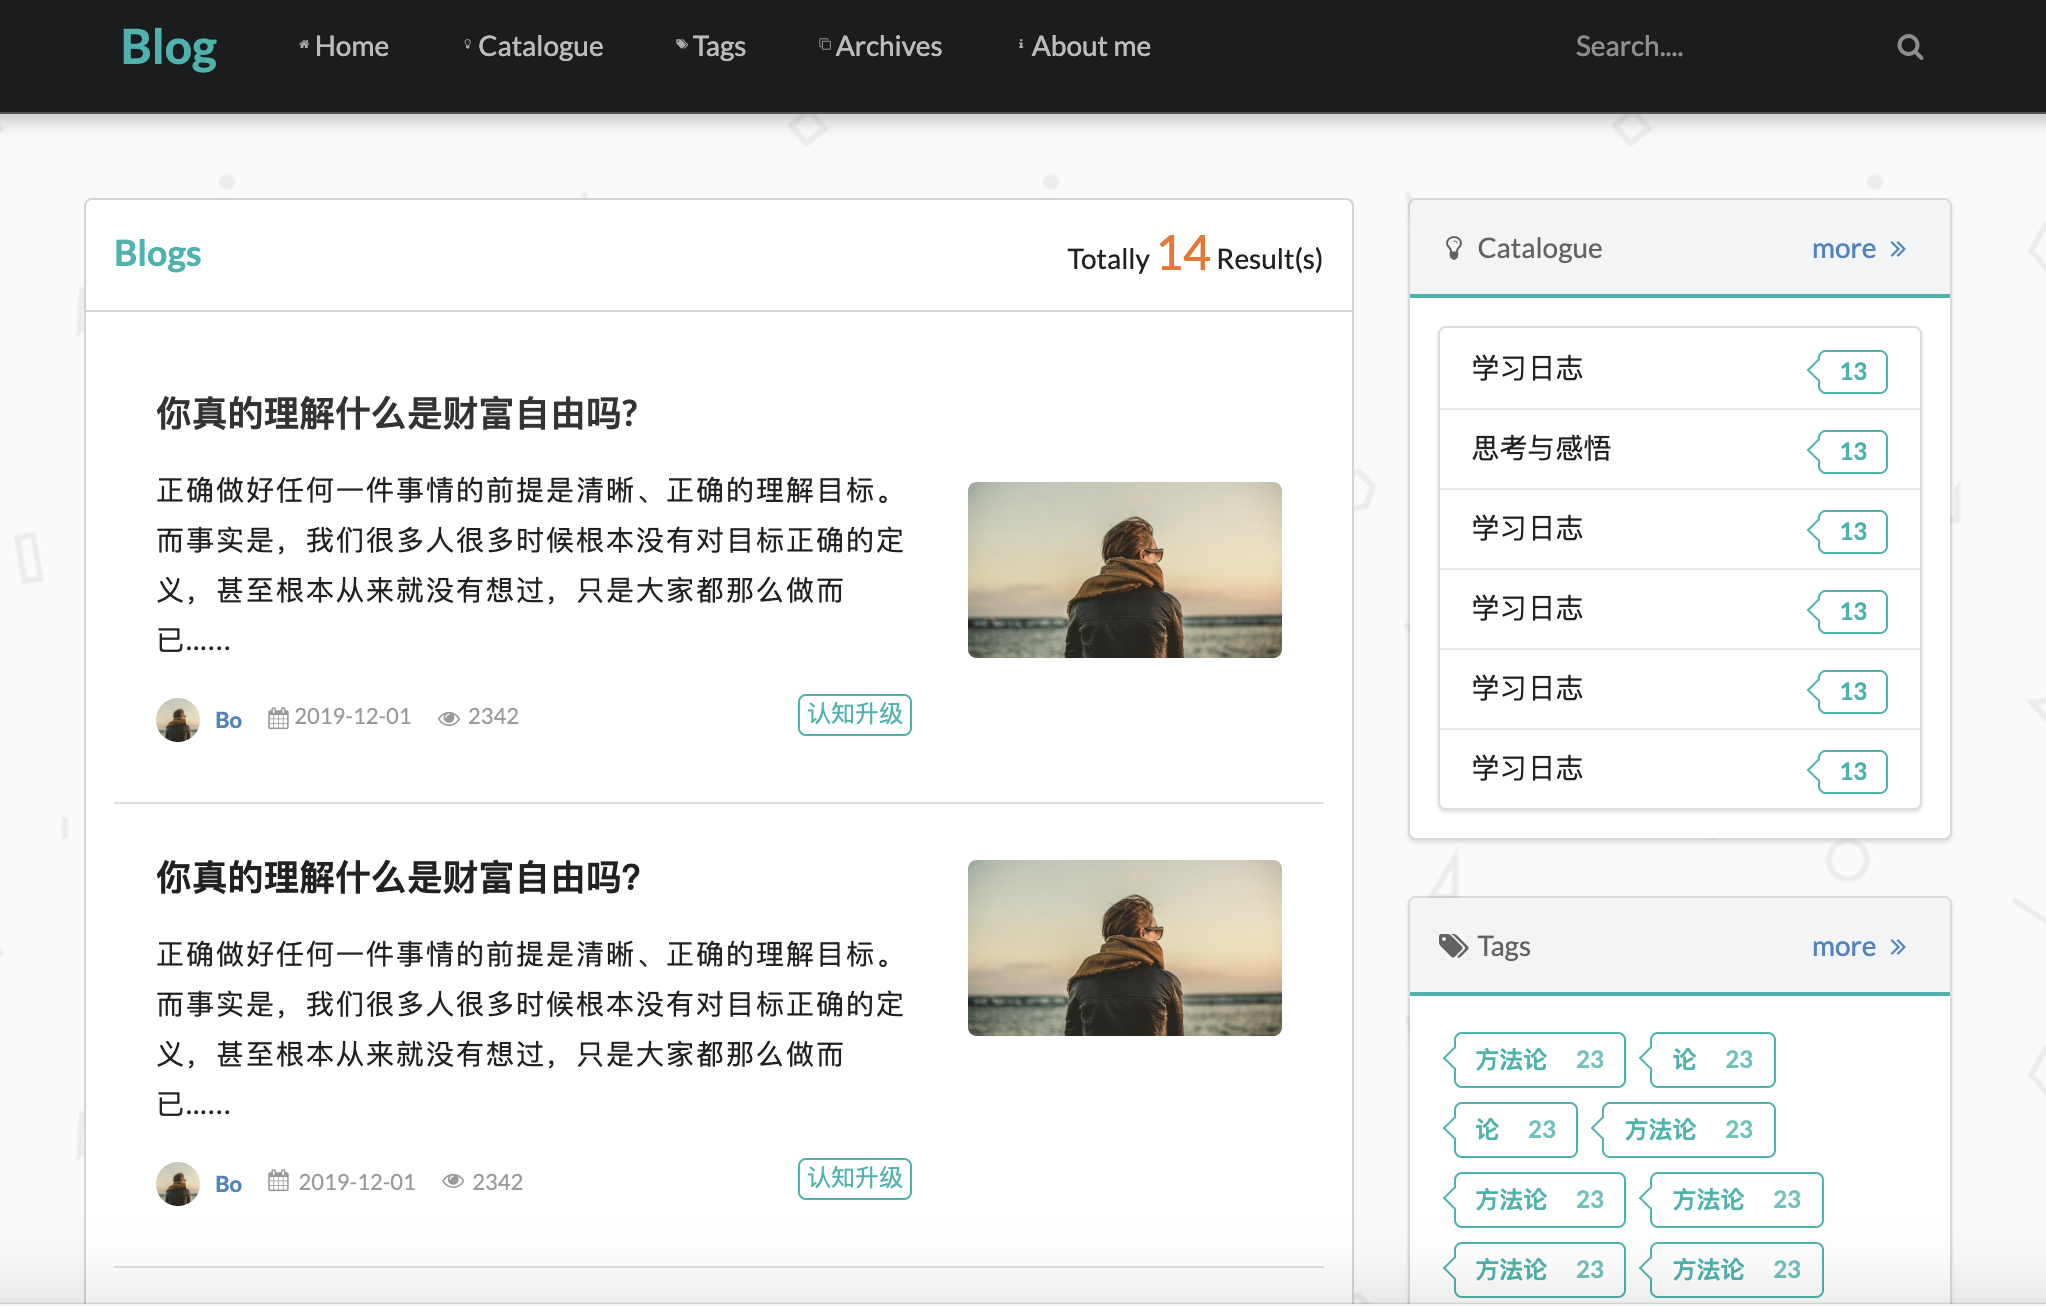 Blog Home Catalogue Tags Archives About me Search....
Blogs
Totally 14 Result(s)
你真的理解什么是财富自由吗?
正确做好任何一件事情的前提是清晰、正确的理解目标。
而事实是，我们很多人很多时候根本没有对目标正确的定
义，甚至根本从来就没有想过，只是大家都那么做而
已......
Bo 2019-12-01 2342 认知升级
你真的理解什么是财富自由吗?
正确做好任何一件事情的前提是清晰、正确的理解目标。
而事实是，我们很多人很多时候根本没有对目标正确的定
义，甚至根本从来就没有想过，只是大家都那么做而
已......
Bo 2019-12-01 2342 认知升级
Catalogue more »
学习日志 13
思考与感悟 13
学习日志 13
学习日志 13
学习日志 13
学习日志 13
Tags more »
方法论 23 论 23
论 23 方法论 23
方法论 23 方法论 23
方法论 23 方法论 23